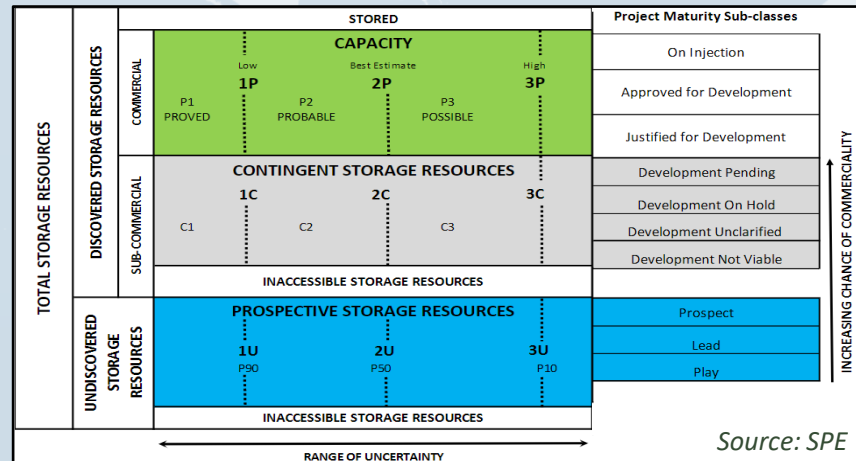 STORED
Project Maturity Sub-classes
TOTAL STORAGE RESOURCES
DISCOVERED STORAGE RESOURCES
COMMERCIAL
CAPACITY
Low
Best Estimate
High
1P
2P
3P
P1
PROVED
P2
PROBABLE
P3
POSSIBLE
On Injection
Approved for Development
Justified for Development
SUB-COMMERCIAL
CONTINGENT STORAGE RESOURCES
1C
2C
3C
C1
C2
C3
Development Pending
Development On Hold
Development Unclarified
Development Not Viable
INACCESSIBLE STORAGE RESOURCES
UNDISCOVERED
STORAGE
RESOURCES
PROSPECTIVE STORAGE RESOURCES
1U
2U
3U
P90
P50
P10
Prospect
Lead
Play
INACCESSIBLE STORAGE RESOURCES
INCREASING CHANCE OF COMMERCIALITY
RANGE OF UNCERTAINTY
Source: SPE